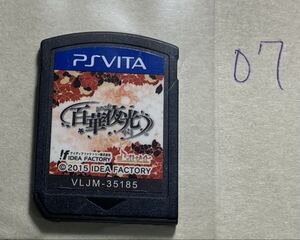 PSVITA
07
百華夜光
IDEA FACTORY
©2015 IDEA FACTORY
VLJM-35185